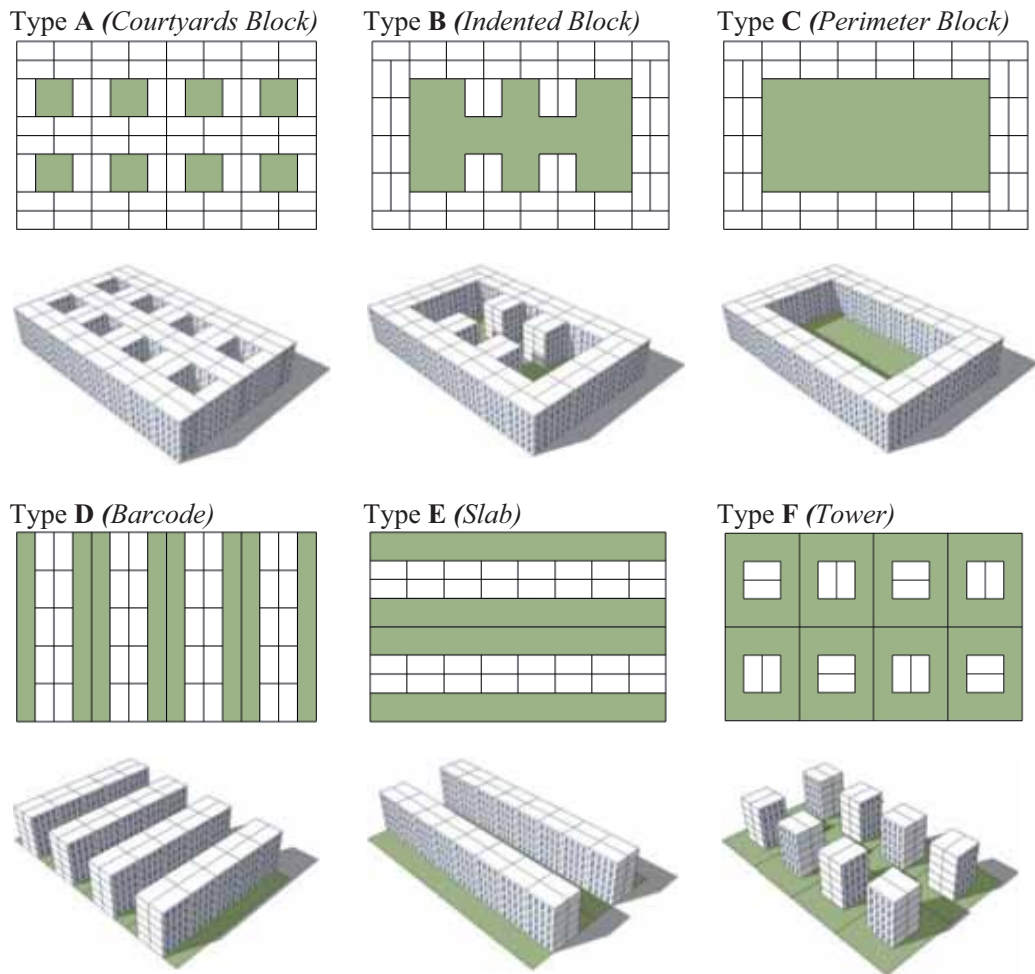 Type A (Courtyards Block)
Type B (Indented Block)
Type C (Perimeter Block)
Type D (Barcode)
Type E (Slab)
Type F (Tower)